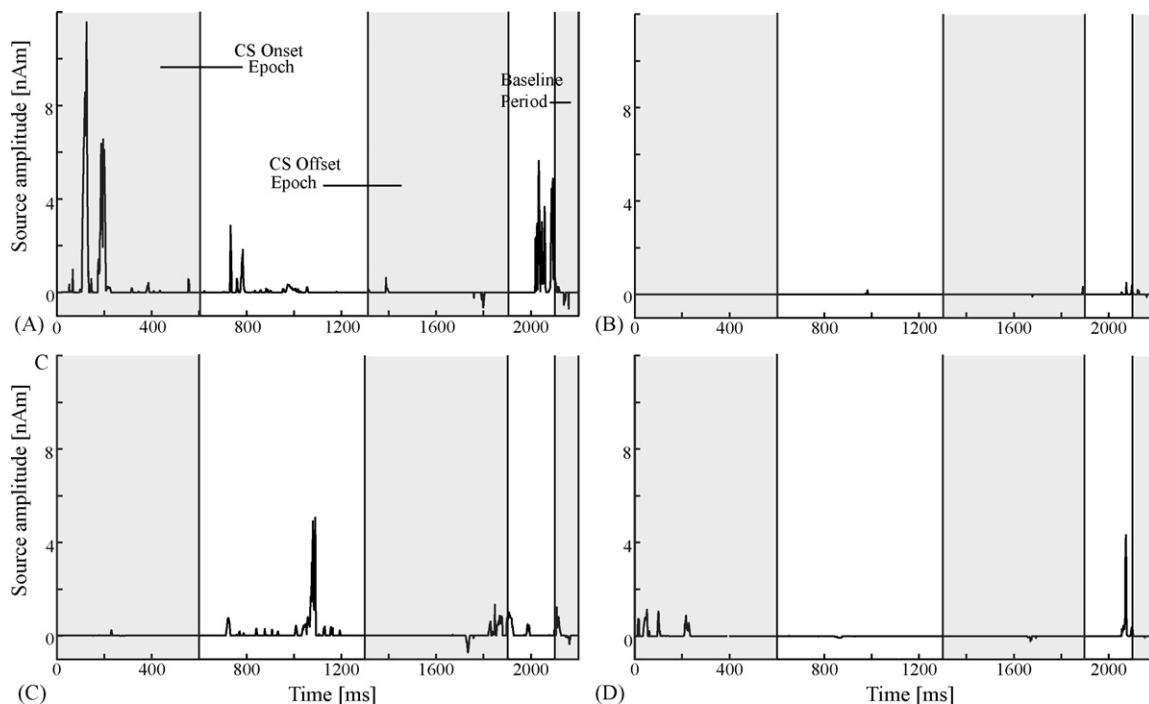 Source amplitude [nAm]
8
4
0
CS Onset
Epoch
CS Offset
Epoch
Baseline
Period
(A)
0 400 800 1200 1600 2000
8
4
0
(B)
0 400 800 1200 1600 2000
C
Source amplitude [nAm]
8
4
0
(C)
0 400 800 1200 1600 2000
Time [ms]
8
4
0
(D)
0 400 800 1200 1600 2000
Time [ms]